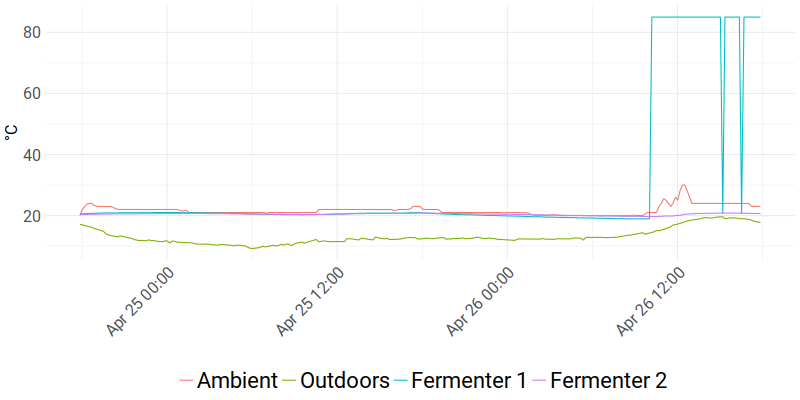 80
60
40
20
°C
Apr 25 00:00
Apr 25 12:00
Apr 26 00:00
Apr 26 12:00
Ambient Outdoors Fermenter 1 Fermenter 2